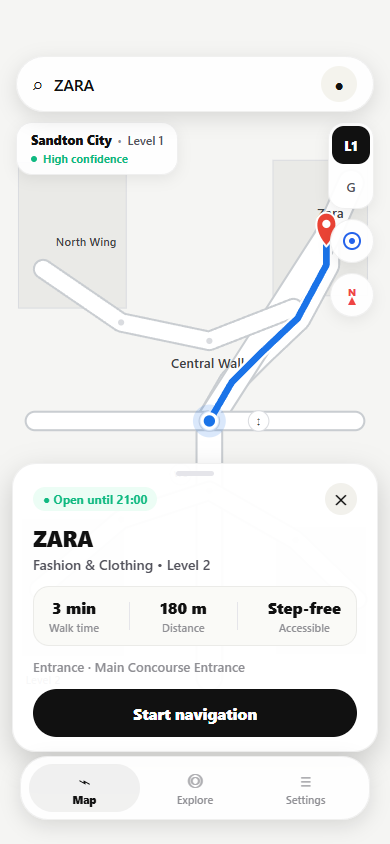 ZARA
Sandton City • Level 1
High confidence
L1
G
Zara
North Wing
N
Central Walk
Open until 21:00
ZARA
Fashion & Clothing • Level 2
3 min
180 m
Step-free
Walk time
Distance
Accessible
Entrance · Main Concourse Entrance
Start navigation
Map
Explore
Settings